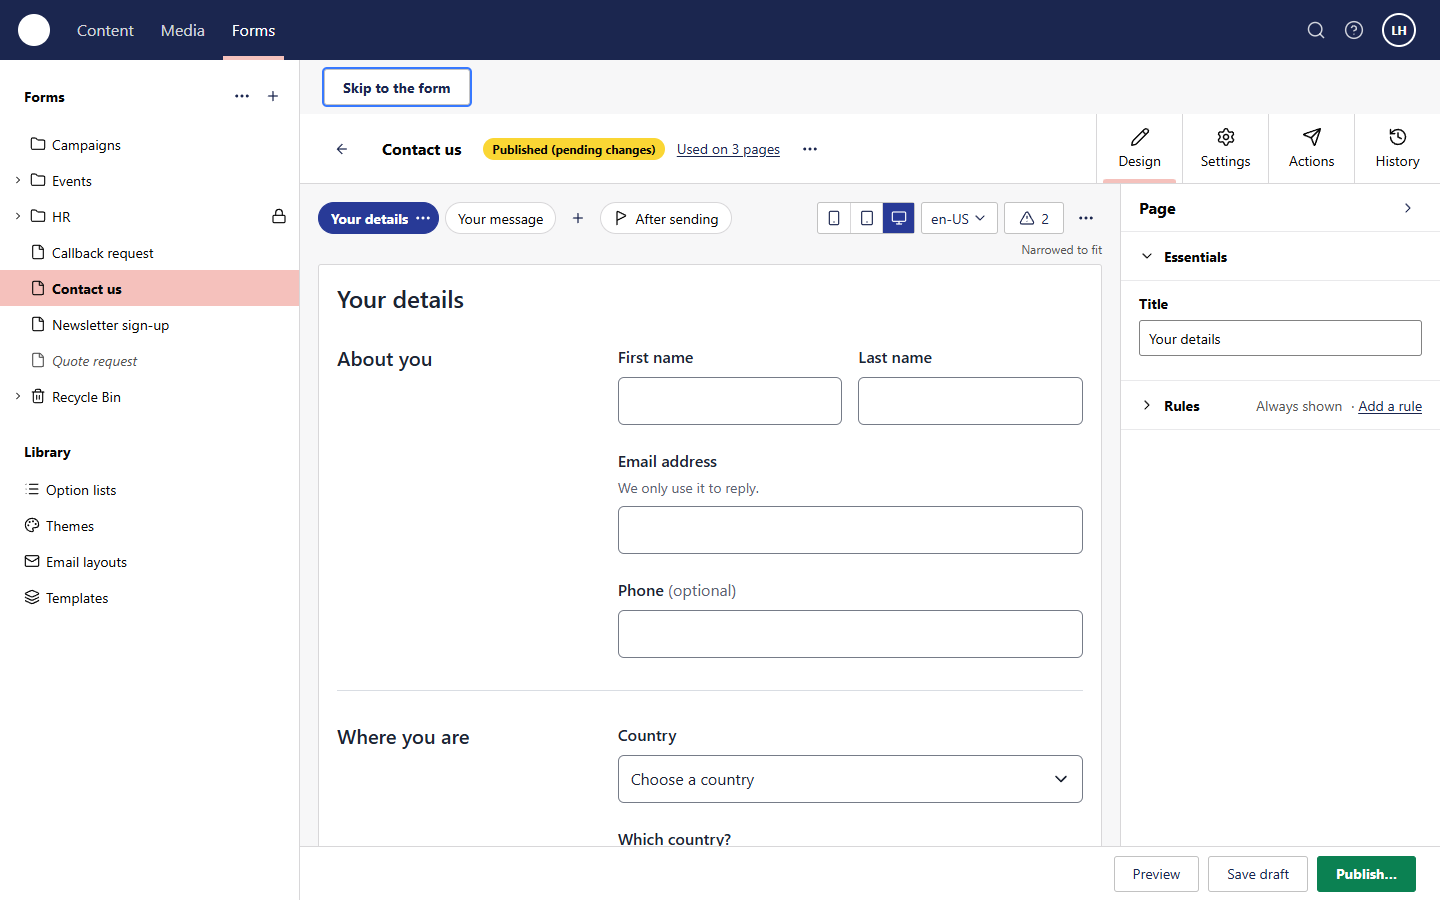 Content
Media
Forms
LH
Forms
Campaigns
Events
HR
Callback request
Contact us
Newsletter sign-up
Quote request
Recycle Bin
Library
Option lists
Themes
Email layouts
Templates
Skip to the form
Contact us
Published (pending changes)
Used on 3 pages
Design
Settings
Actions
History
Your details
Your message
After sending
en-US
2
Narrowed to fit
Your details
About you
First name
Last name
Email address
We only use it to reply.
Phone (optional)
Where you are
Country
Choose a country
Which country?
Page
Essentials
Title
Your details
Rules
Always shown · Add a rule
Preview
Save draft
Publish...